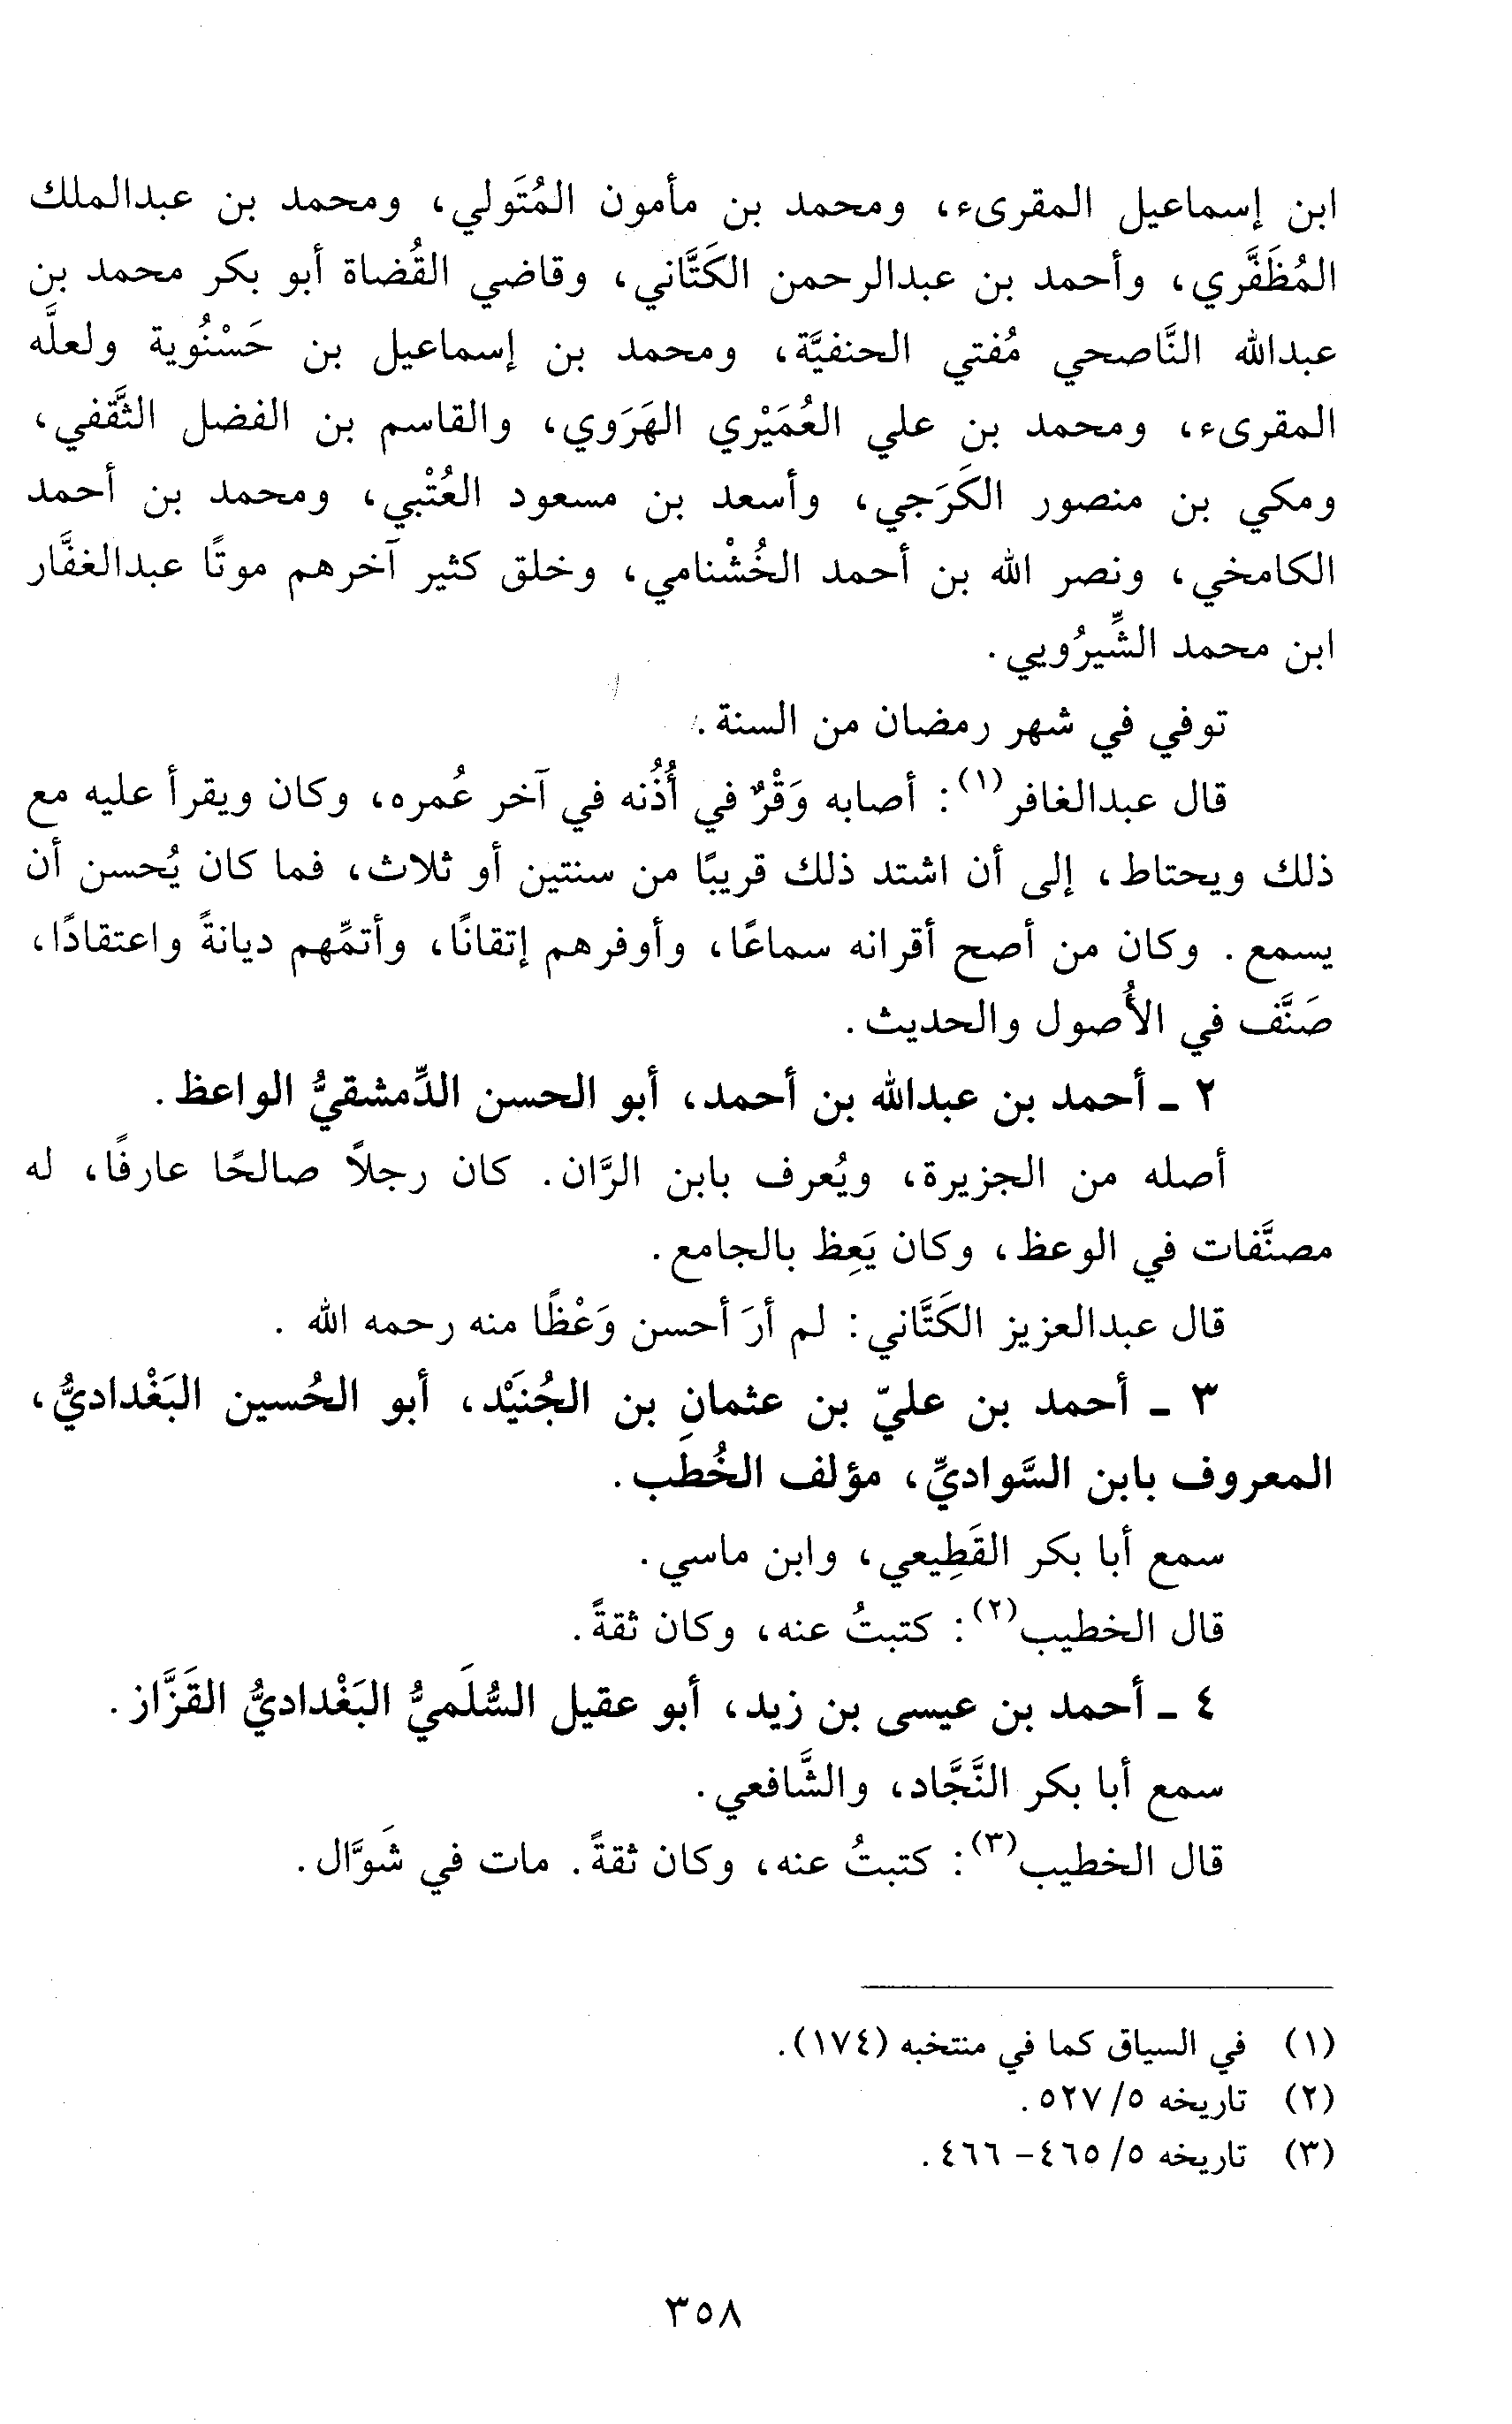 ابن إسماعيل المقرىء، ومحمد بن مأمون المُتَولي، ومحمد بن عبدالملك
المُظَفَّري، وأحمد بن عبدالرحمن الكَتَّاني، وقاضي القُضاة أبو بكر محمد بن
عبدالله النَّاصحي مُفتي الحنفيَّة، ومحمد بن إسماعيل بن حَسْنُوية ولعلَّه
المقرىء، ومحمد بن علي العُمَيْري الهَرَوي، والقاسم بن الفضل الثَّقفي،
ومكي بن منصور الكَرَجي، وأسعد بن مسعود العُتْبي، ومحمد بن أحمد
الكامخي، ونصر الله بن أحمد الخُشْنامي، وخلق كثير آخرهم موتًا عبدالغفَّار
ابن محمد الشِّيرُويي.
توفي في شهر رمضان من السنة.
قال عبدالغافر(١): أصابه وَقْرٌ في أُذُنه في آخر عُمره، وكان ويقرأ عليه مع
ذلك ويحتاط، إلى أن اشتد ذلك قريبًا من سنتين أو ثلاث، فما كان يُحسن أن
يسمع. وكان من أصح أقرانه سماعًا، وأوفرهم إتقانًا، وأتمِّهم ديانةً واعتقادًا،
صَنَّف في الأُصول والحديث.
٢ ـ أحمد بن عبدالله بن أحمد، أبو الحسن الدِّمشقيُّ الواعظ.
أصله من الجزيرة، ويُعرف بابن الرَّان. كان رجلاً صالحًا عارفًا، له
مصنَّفات في الوعظ، وكان يَعِظ بالجامع.
قال عبدالعزيز الكَتَّاني: لم أرَ أحسن وَعْظًا منه رحمه الله .
٣ ـ أحمد بن عليّ بن عثمان بن الجُنَيْد، أبو الحُسين البَغْداديُّ،
المعروف بابن السَّواديِّ، مؤلف الخُطَب.
سمع أبا بكر القَطِيعي، وابن ماسي.
قال الخطيب(٢): كتبتُ عنه، وكان ثقةً.
٤ ـ أحمد بن عيسى بن زيد، أبو عقيل السُّلَميُّ البَغْداديُّ القَزَّاز.
سمع أبا بكر النَّجَّاد، والشَّافعي.
قال الخطيب(٣): كتبتُ عنه، وكان ثقةً. مات في شَوَّال.
(١) في السياق كما في منتخبه (١٧٤).
(٢) تاريخه ٥/ ٥٢٧.
(٣) تاريخه ٥/ ٤٦٥- ٤٦٦.
٣٥٨